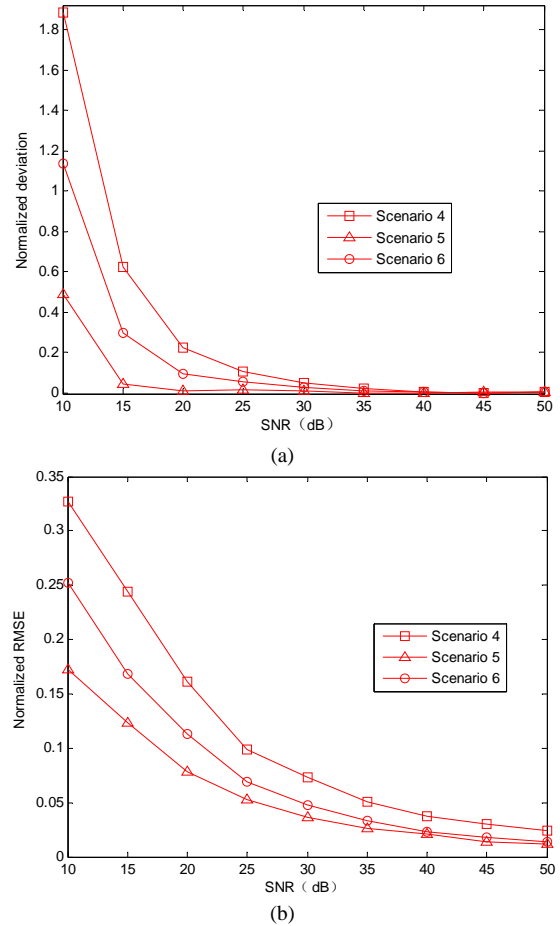 1.8
1.6
1.4
1.2
1
0.8
0.6
0.4
0.2
0
Normalized deviation
Scenario 4
Scenario 5
Scenario 6
10 15 20 25 30 35 40 45 50
SNR（dB）
(a)
0.35
0.3
0.25
0.2
0.15
0.1
0.05
0
Normalized RMSE
Scenario 4
Scenario 5
Scenario 6
10 15 20 25 30 35 40 45 50
SNR（dB）
(b)